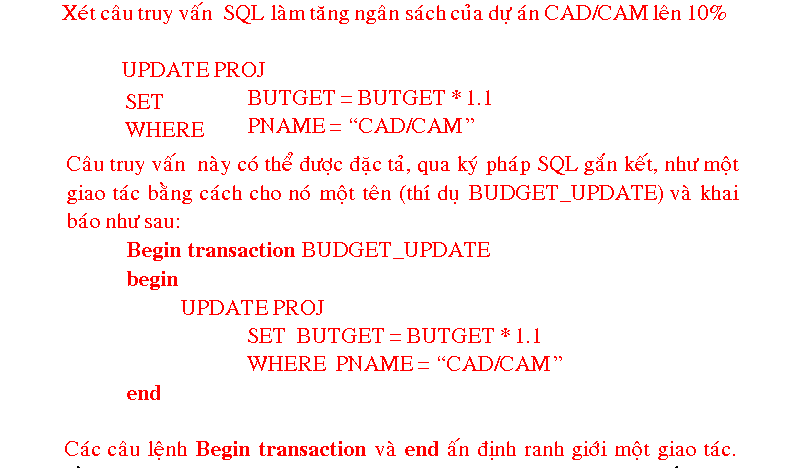 Xét câu truy vấn SQL làm tăng ngân sách của dự án CAD/CAM lên 10%
UPDATE PROJ
SET BUTGET = BUTGET * 1.1
WHERE PNAME = “CAD/CAM”
Câu truy vấn này có thể được đặc tả, qua ký pháp SQL gắn kết, như một
giao tác bằng cách cho nó một tên (thí dụ BUDGET_UPDATE) và khai
báo như sau:
Begin transaction BUDGET_UPDATE
begin
UPDATE PROJ
SET BUTGET = BUTGET * 1.1
WHERE PNAME = “CAD/CAM”
end
Các câu lệnh Begin transaction và end ấn định ranh giới một giao tác.